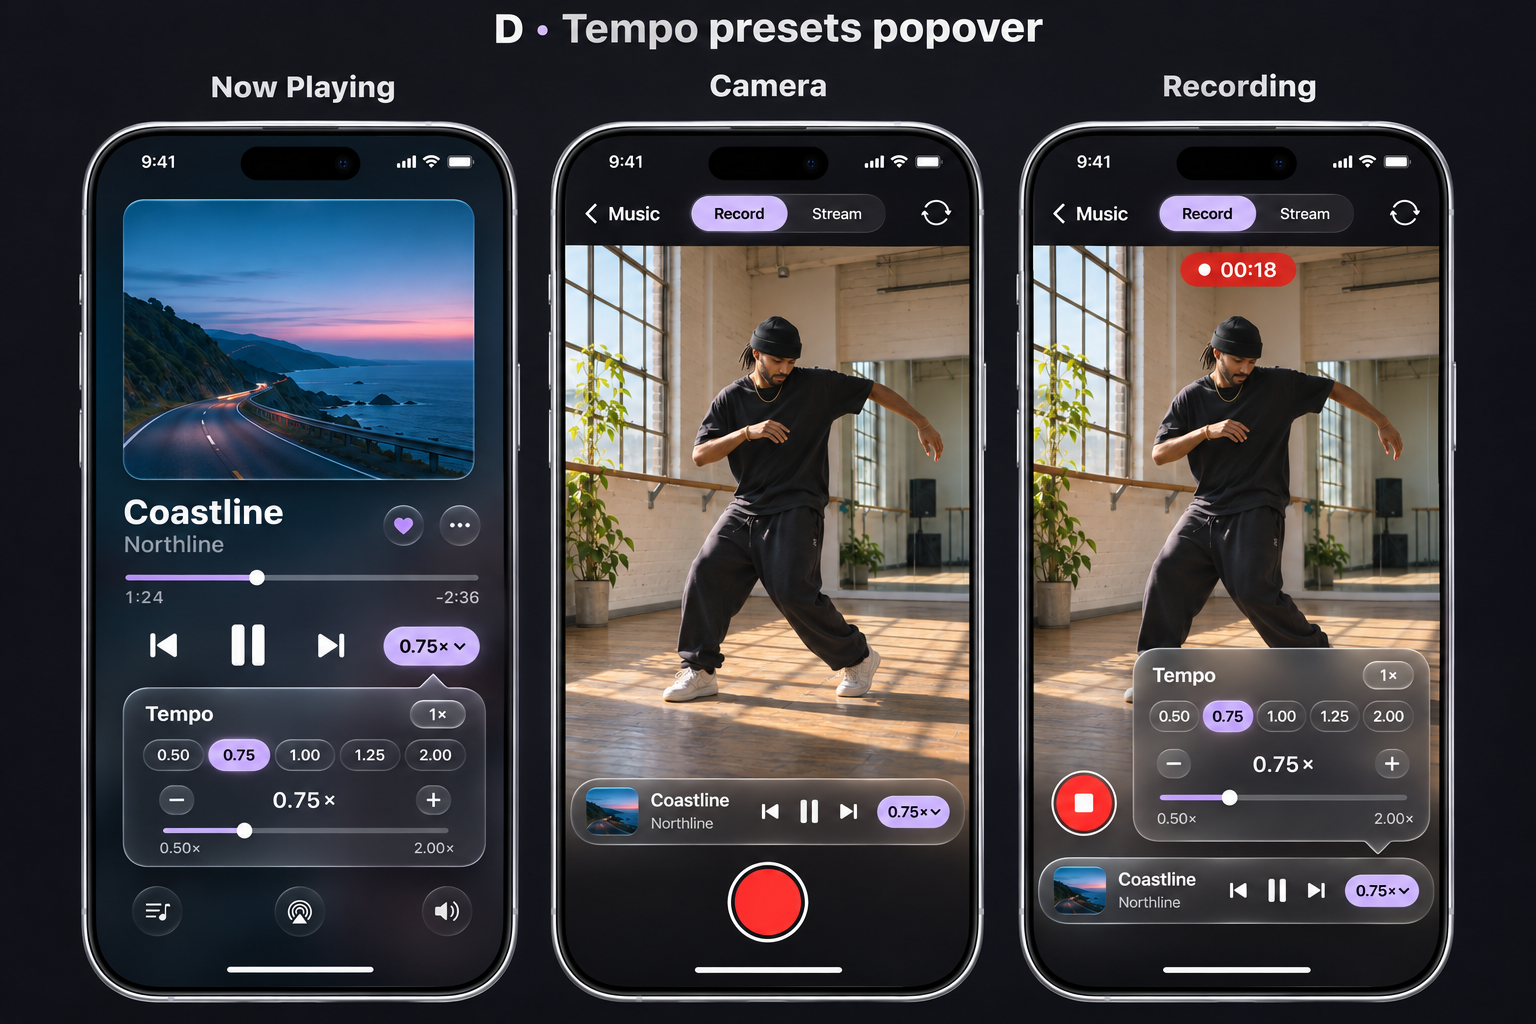 D • Tempo presets popover
Now Playing
9:41
Coastline
Northline
1:24 -2:36
0.75×
Tempo 1×
0.50 0.75 1.00 1.25 2.00
− 0.75× +
0.50× 2.00×
Camera
9:41
Music Record Stream
Coastline
Northline
0.75×
Recording
9:41
Music Record Stream
00:18
Tempo 1×
0.50 0.75 1.00 1.25 2.00
− 0.75× +
0.50× 2.00×
Coastline
Northline
0.75×